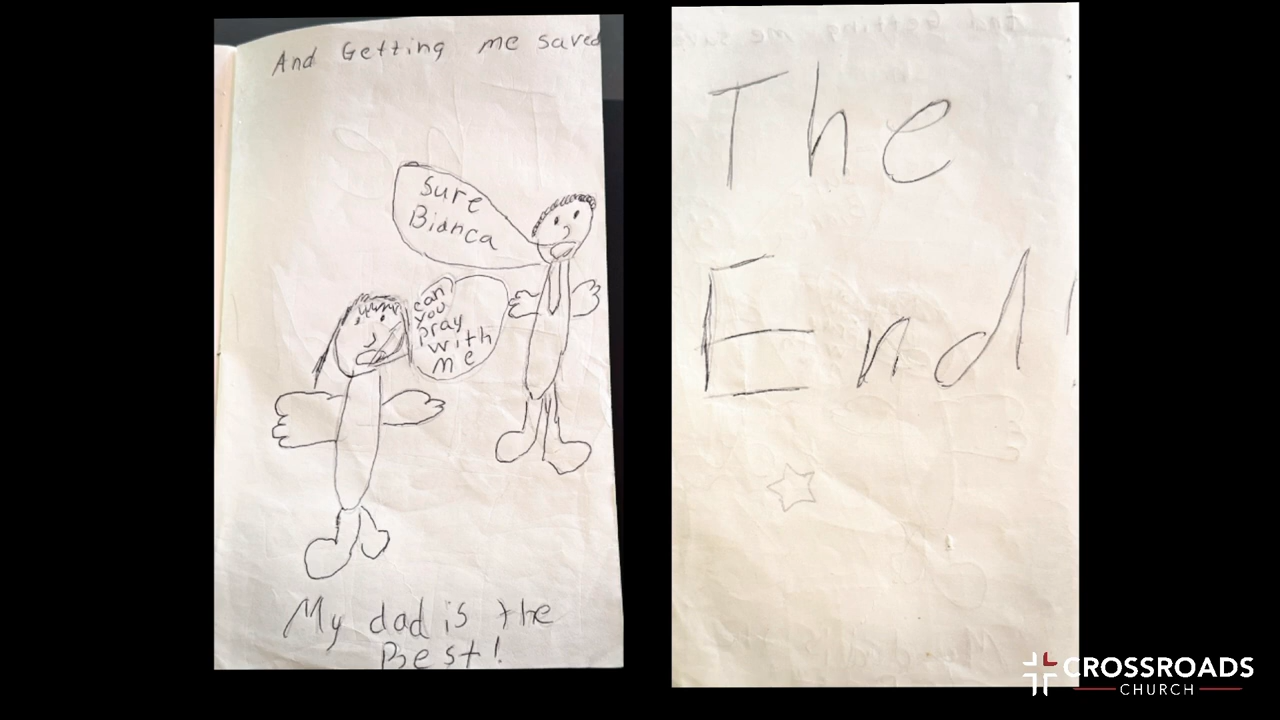 And Getting me saved
Sure
Bianca
can
you
pray
with
me
My dad is the
Best!
The
End!
CROSSROADS
CHURCH